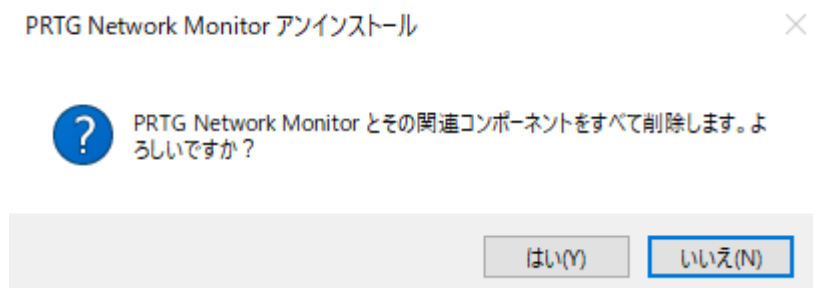 PRTG Network Monitor アンインストール
PRTG Network Monitor とその関連コンポーネントをすべて削除します。よ
ろしいですか？
はい(Y)
いいえ(N)